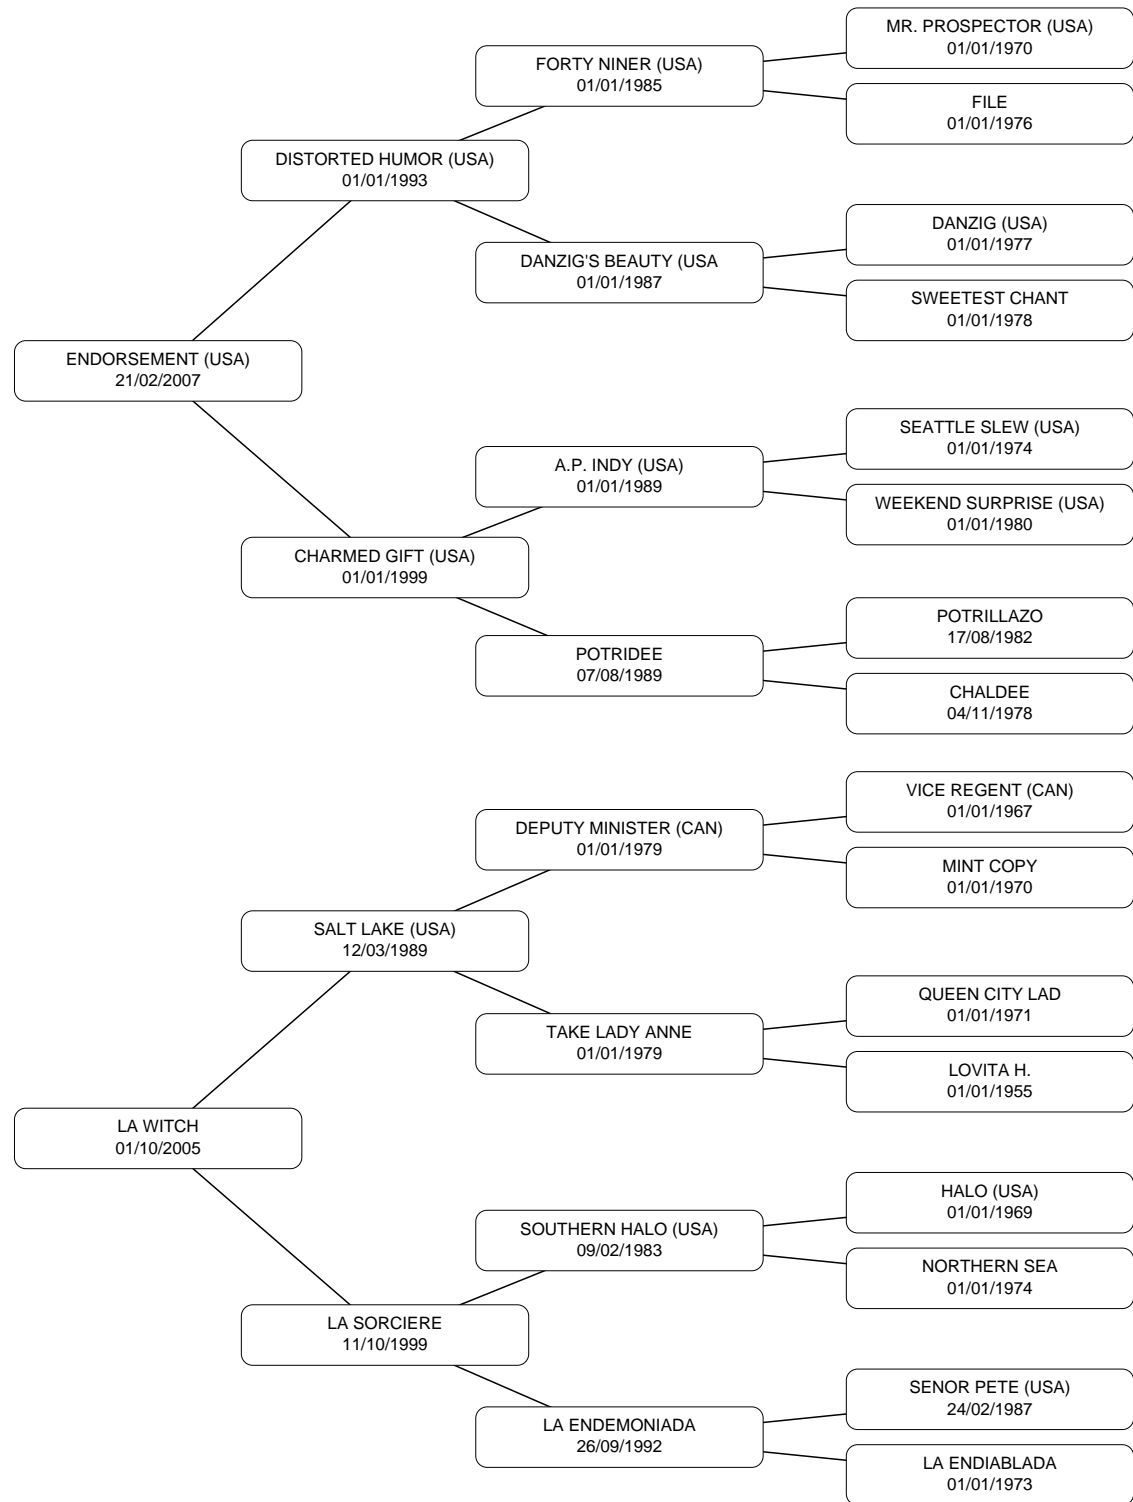 MR. PROSPECTOR (USA)
01/01/1970
FORTY NINER (USA)
01/01/1985
FILE
01/01/1976
DISTORTED HUMOR (USA)
01/01/1993
DANZIG (USA)
01/01/1977
DANZIG'S BEAUTY (USA
01/01/1987
SWEETEST CHANT
01/01/1978
ENDORSEMENT (USA)
21/02/2007
SEATTLE SLEW (USA)
01/01/1974
A.P. INDY (USA)
01/01/1989
WEEKEND SURPRISE (USA)
01/01/1980
CHARMED GIFT (USA)
01/01/1999
POTRILLAZO
17/08/1982
POTRIDEE
07/08/1989
CHALDEE
04/11/1978
VICE REGENT (CAN)
01/01/1967
DEPUTY MINISTER (CAN)
01/01/1979
MINT COPY
01/01/1970
SALT LAKE (USA)
12/03/1989
QUEEN CITY LAD
01/01/1971
TAKE LADY ANNE
01/01/1979
LOVITA H.
01/01/1955
LA WITCH
01/10/2005
HALO (USA)
01/01/1969
SOUTHERN HALO (USA)
09/02/1983
NORTHERN SEA
01/01/1974
LA SORCIERE
11/10/1999
SENOR PETE (USA)
24/02/1987
LA ENDEMONIADA
26/09/1992
LA ENDIABLADA
01/01/1973